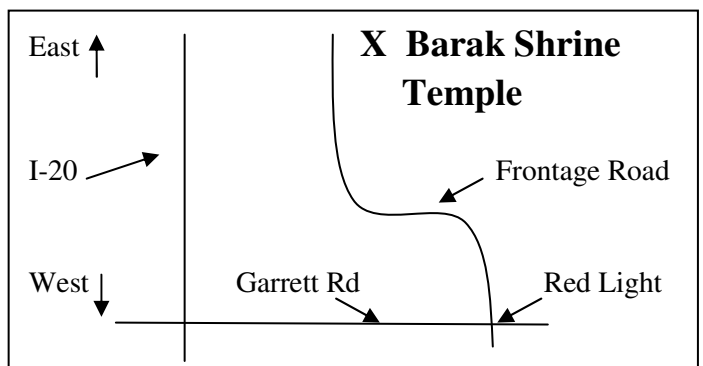 East
X Barak Shrine
Temple
I-20
Frontage Road
West
Garrett Rd
Red Light